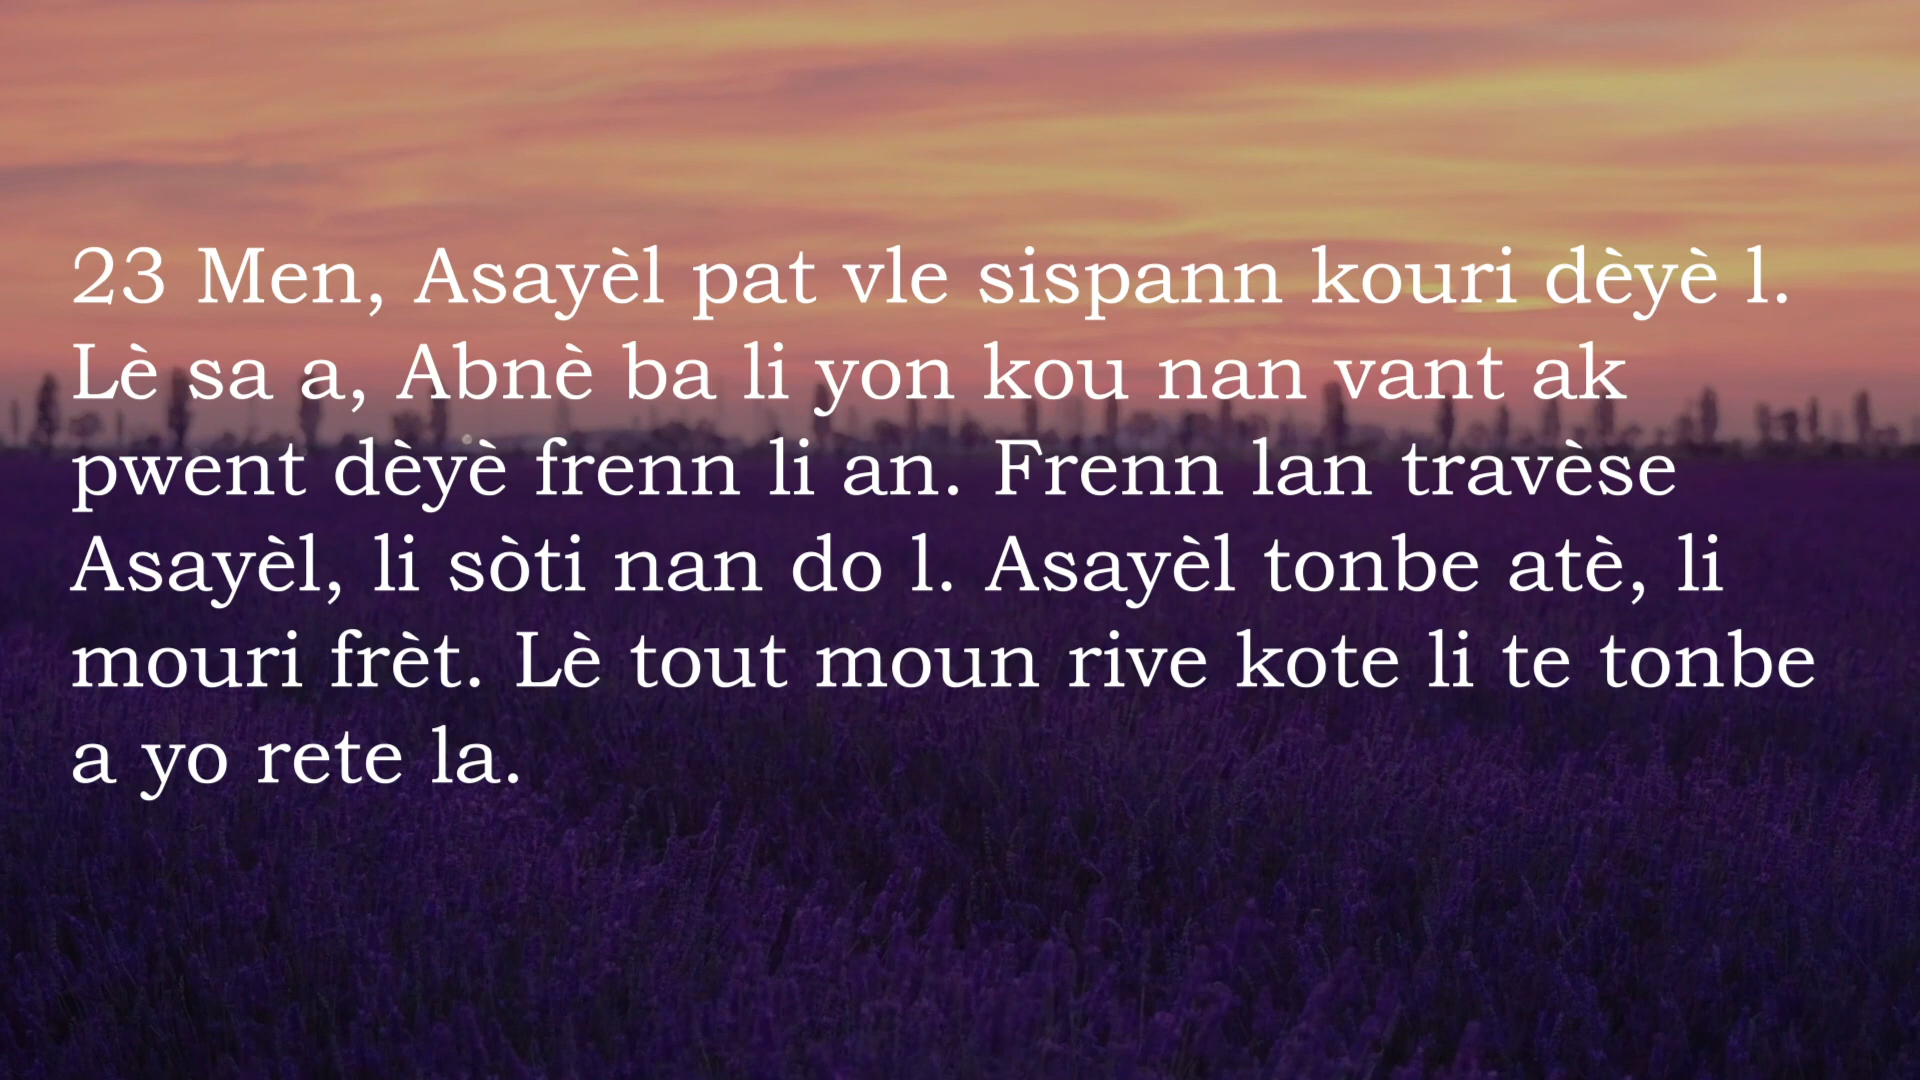 23 Men, Asayèl pat vle sispann kouri dèyè l.
Lè sa a, Abnè ba li yon kou nan vant ak
pwent dèyè frenn li an. Frenn lan travèse
Asayèl, li sòti nan do l. Asayèl tonbe atè, li
mouri frèt. Lè tout moun rive kote li te tonbe
a yo rete la.